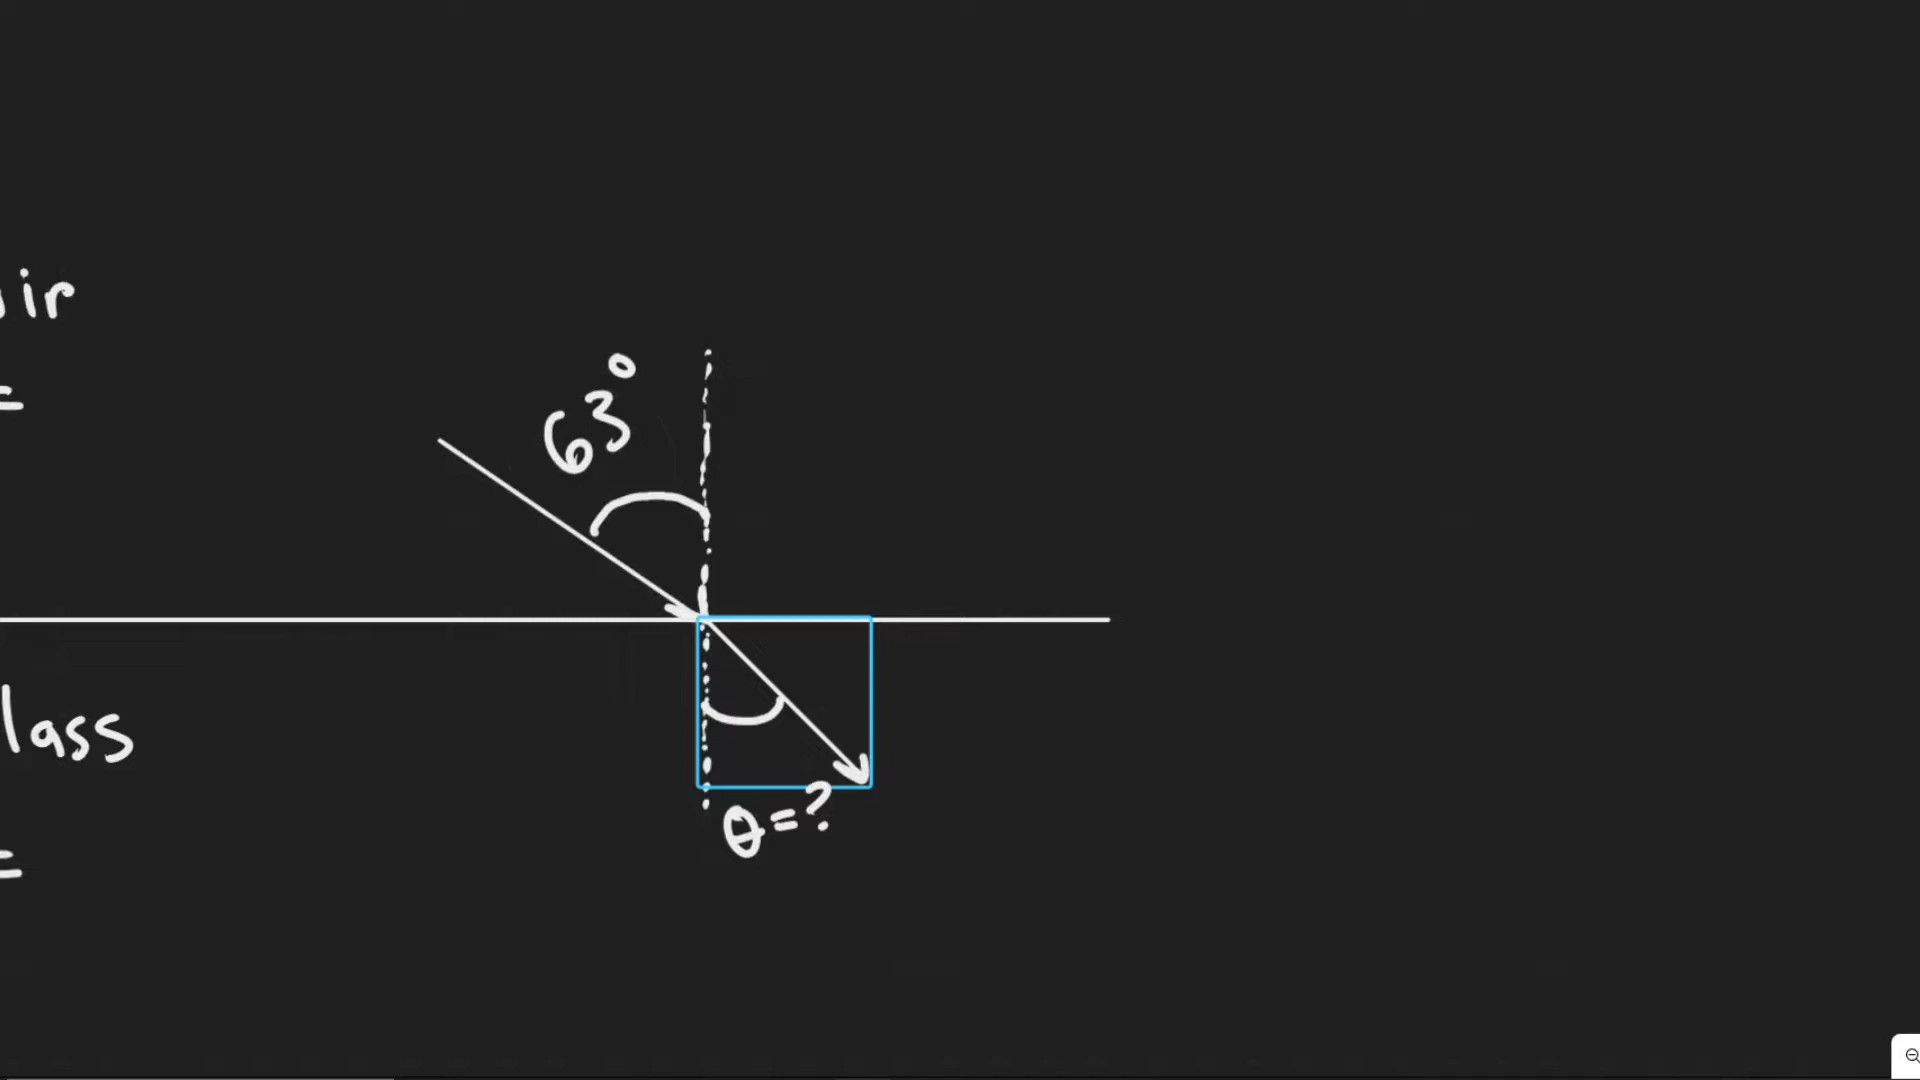 ir
=
63°
lass
=
θ=?